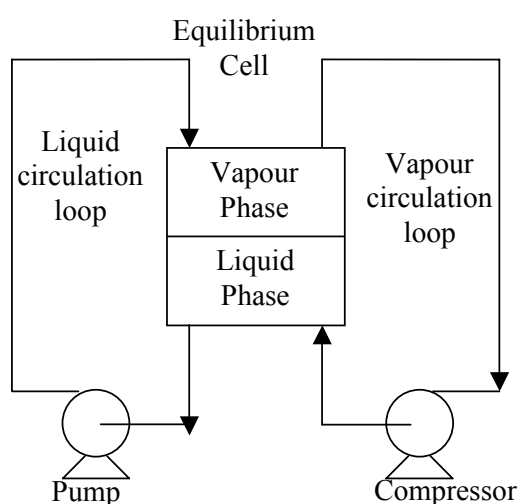 Equilibrium
Cell
Liquid
circulation
loop
Vapour
Phase
Liquid
Phase
Vapour
circulation
loop
Pump
Compressor